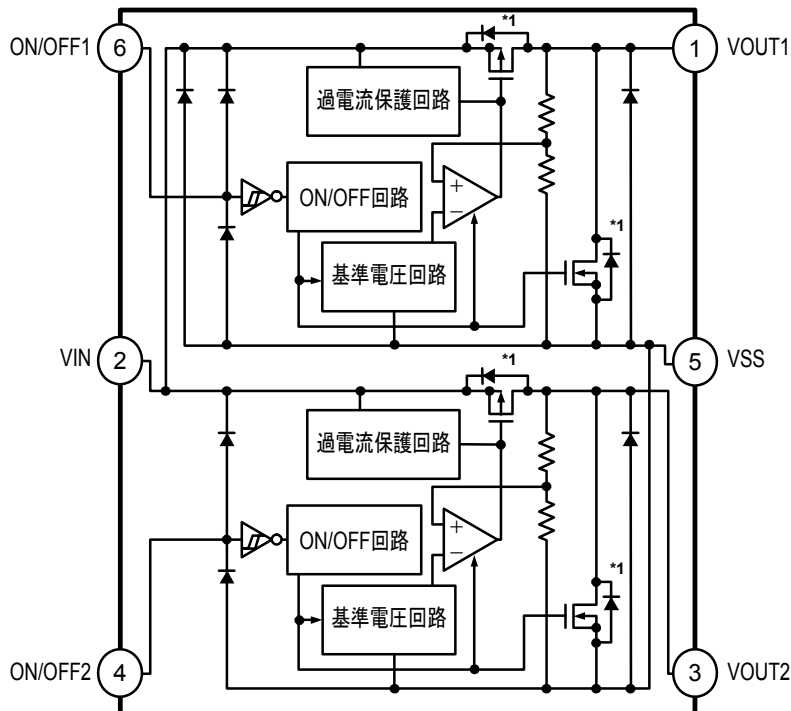 ON/OFF1
6
*1
1
VOUT1
過電流保護回路
+
−
ON/OFF回路
*1
基準電圧回路
VIN
2
*1
5
VSS
過電流保護回路
+
−
ON/OFF回路
*1
基準電圧回路
ON/OFF2
4
3
VOUT2